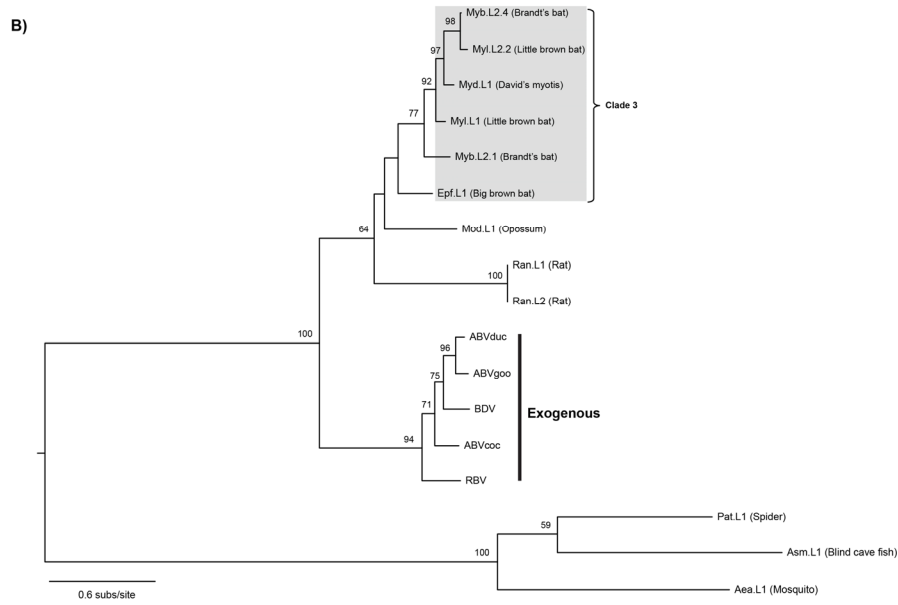 B)
98
Myb.L2.4 (Brandt's bat)
97
Myl.L2.2 (Little brown bat)
92
Myd.L1 (David's myotis)
Clade 3
77
Myl.L1 (Little brown bat)
Myb.L2.1 (Brandt's bat)
Epf.L1 (Big brown bat)
64
Mod.L1 (Opossum)
100
Ran.L1 (Rat)
Ran.L2 (Rat)
100
96
ABVduc
75
ABVgoo
71
BDV
Exogenous
94
ABVcoc
RBV
59
Pat.L1 (Spider)
100
Asm.L1 (Blind cave fish)
Aea.L1 (Mosquito)
0.6 subs/site